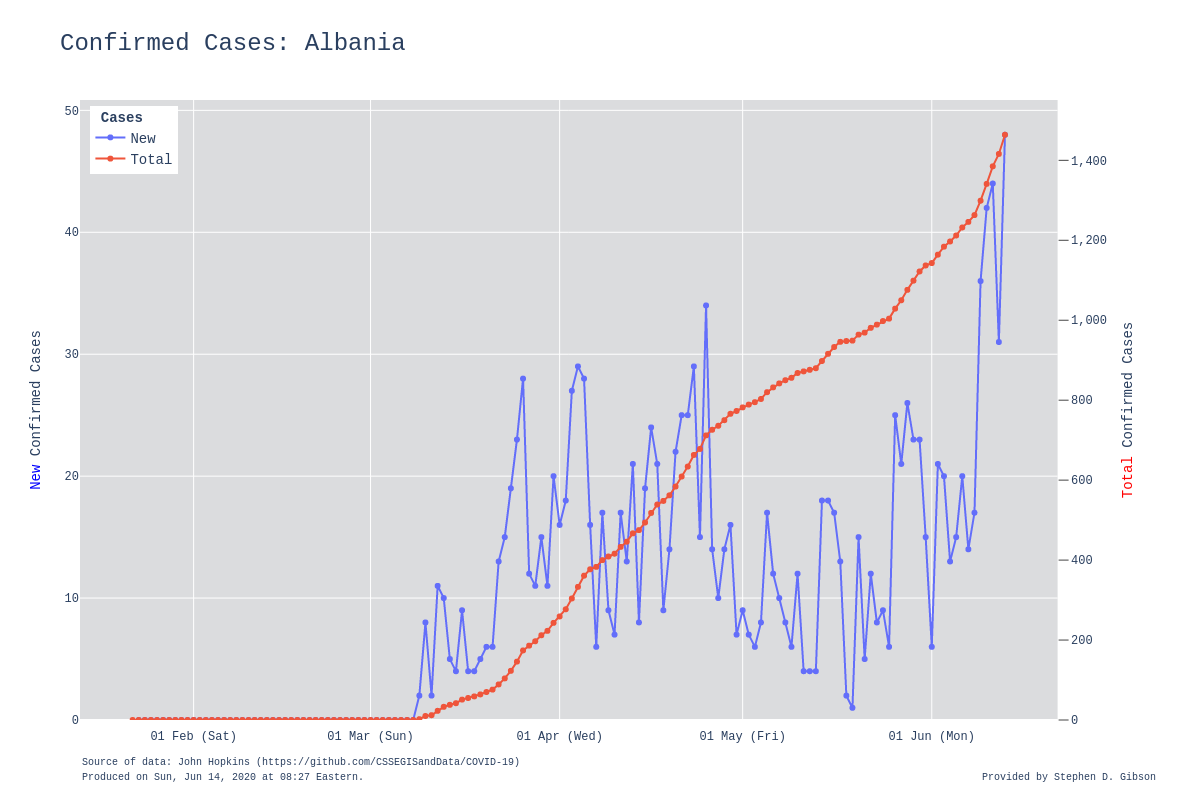 Confirmed Cases: Albania
Cases
New
Total
50
40
30
20
10
0
New Confirmed Cases
1,400
1,200
1,000
800
600
400
200
0
Total Confirmed Cases
01 Feb (Sat)
01 Mar (Sun)
01 Apr (Wed)
01 May (Fri)
01 Jun (Mon)
Source of data: John Hopkins (https://github.com/CSSEGISandData/COVID-19)
Produced on Sun, Jun 14, 2020 at 08:27 Eastern.
Provided by Stephen D. Gibson